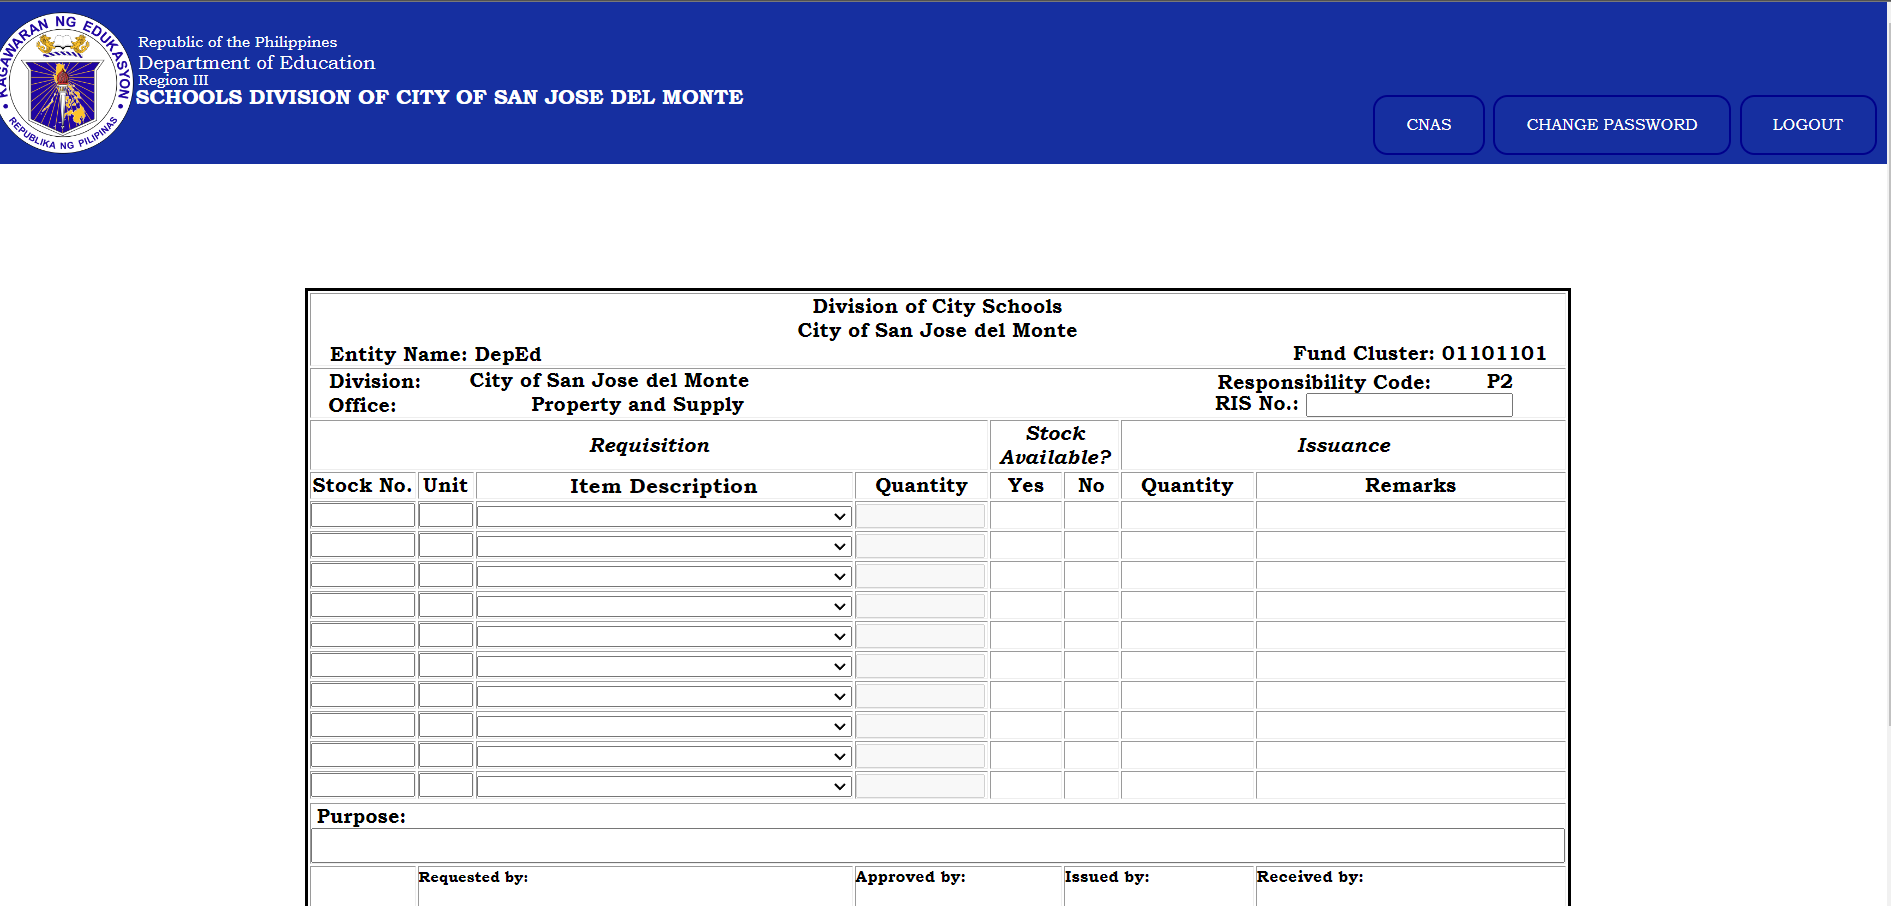 KAGAWARAN NG EDUKASYON
REPUBLIKA NG PILIPINAS
Republic of the Philippines
Department of Education
Region III
SCHOOLS DIVISION OF CITY OF SAN JOSE DEL MONTE
CNAS CHANGE PASSWORD LOGOUT
Division of City Schools
City of San Jose del Monte
Entity Name: DepEd Fund Cluster: 01101101
Division: City of San Jose del Monte Responsibility Code: P2
Office: Property and Supply RIS No.:
Requisition Stock Available? Issuance
Stock No. Unit Item Description Quantity Yes No Quantity Remarks
Purpose:
Requested by: Approved by: Issued by: Received by: